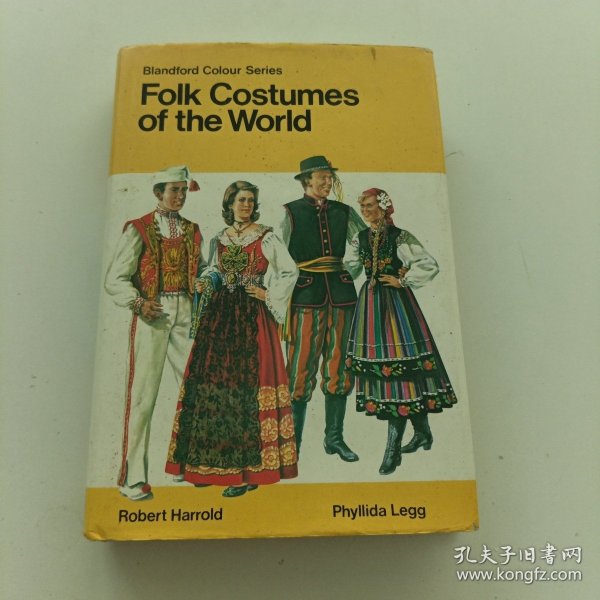 Blandford Colour Series
Folk Costumes
of the World
Robert Harrold
Phyllida Legg
孔夫子旧书网
www.kongfz.com